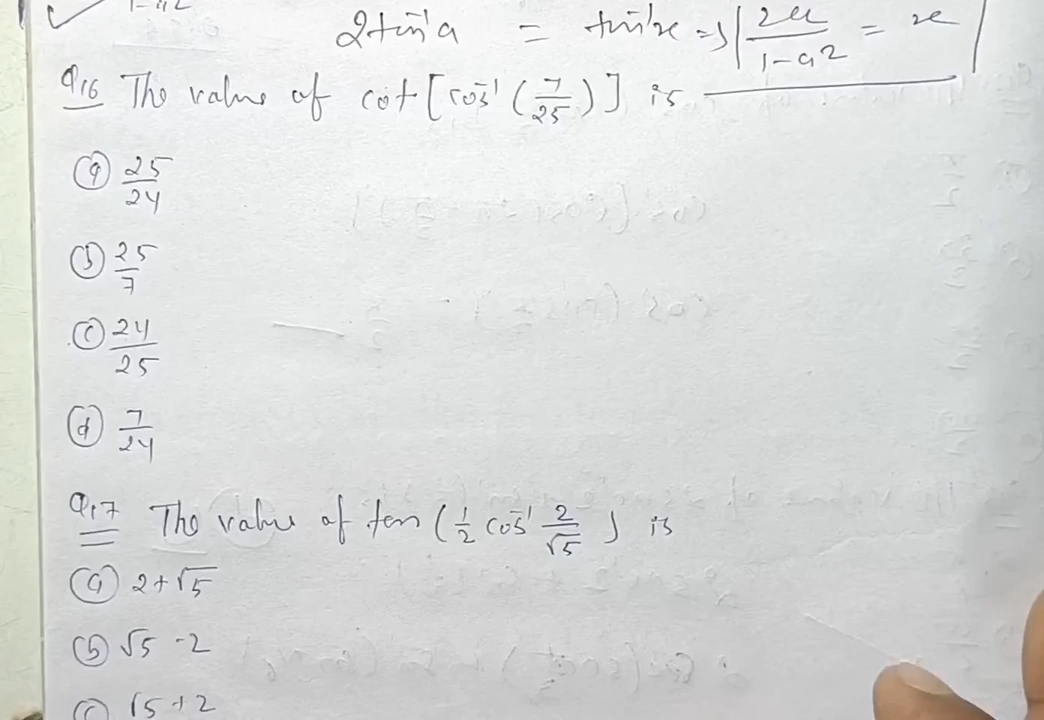 2tan⁻¹a = tan⁻¹x ⇒ | 2a/(1-a²) = x |
Q16 The value of cot [cos⁻¹ (7/25)] is
(a) 25/24
(b) 25/7
(c) 24/25
(d) 7/24
Q17 The value of tan (1/2 cos⁻¹ 2/√5) is
(a) 2+√5
(b) √5 -2
(c) √5 +2